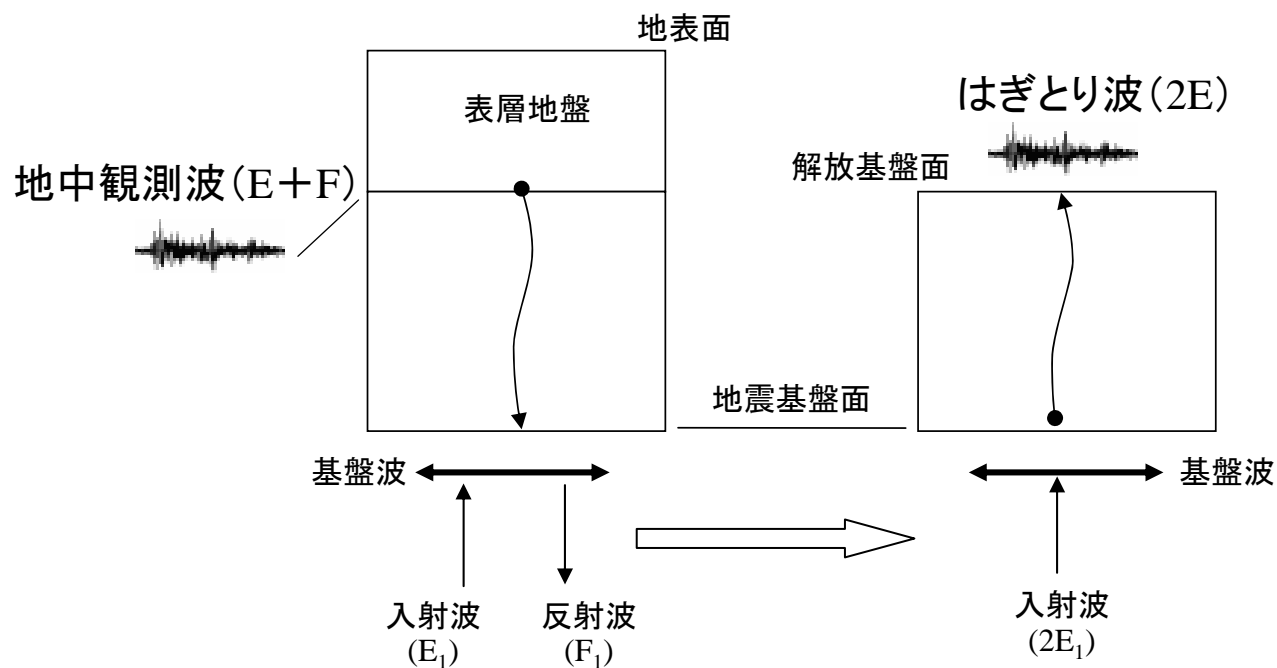 地表面
表層地盤
はぎとり波(2E)
地中観測波(E+F)
解放基盤面
地震基盤面
基盤波
基盤波
入射波
(E₁)
反射波
(F₁)
入射波
(2E₁)